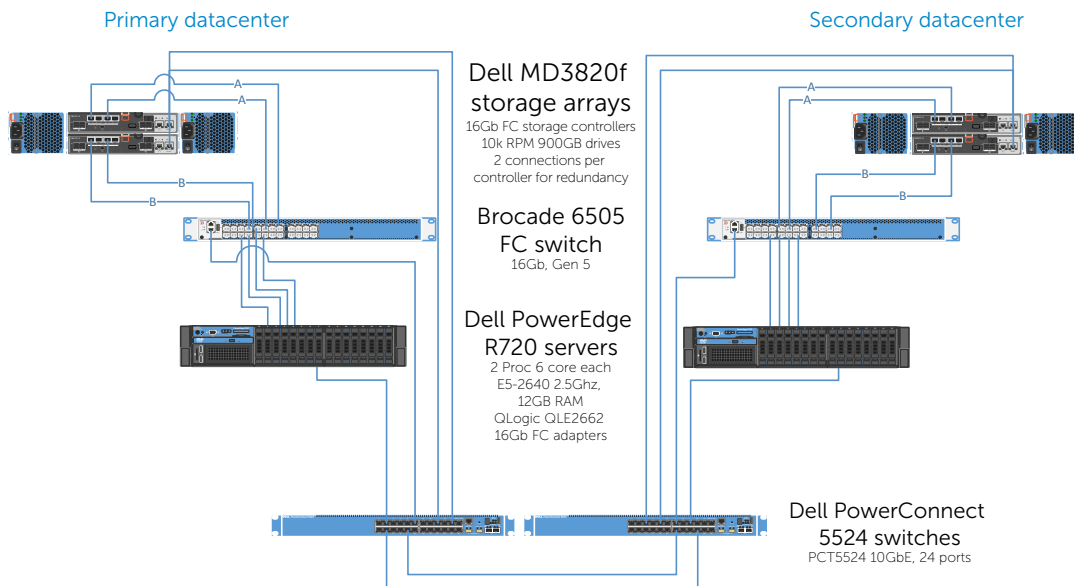 Primary datacenter
Secondary datacenter
Dell MD3820f
storage arrays
16Gb FC storage controllers
10k RPM 900GB drives
2 connections per
controller for redundancy
A
A
B
B
A
A
B
B
Brocade 6505
FC switch
16Gb, Gen 5
Dell PowerEdge
R720 servers
2 Proc 6 core each
E5-2640 2.5Ghz,
12GB RAM
QLogic QLE2662
16Gb FC adapters
Dell PowerConnect
5524 switches
PCT5524 10GbE, 24 ports